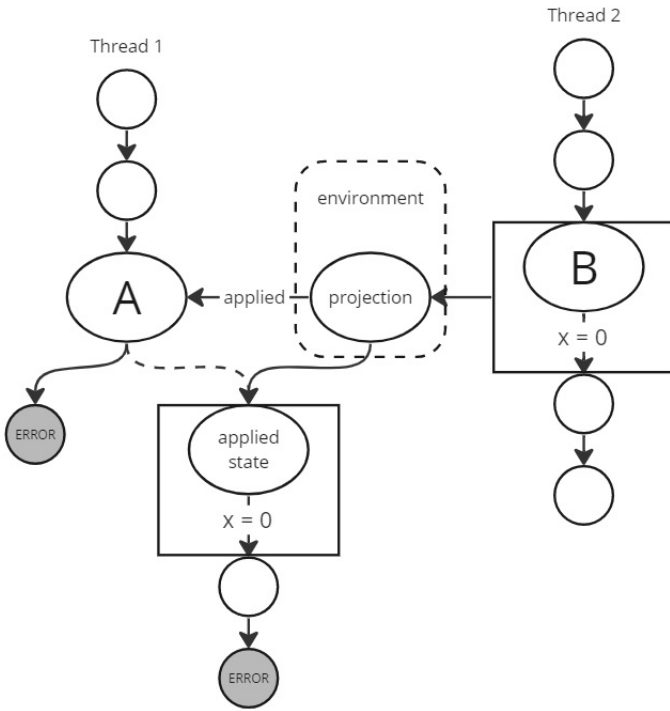 Thread 1
Thread 2
environment
A
applied
projection
B
x = 0
ERROR
applied
state
x = 0
ERROR